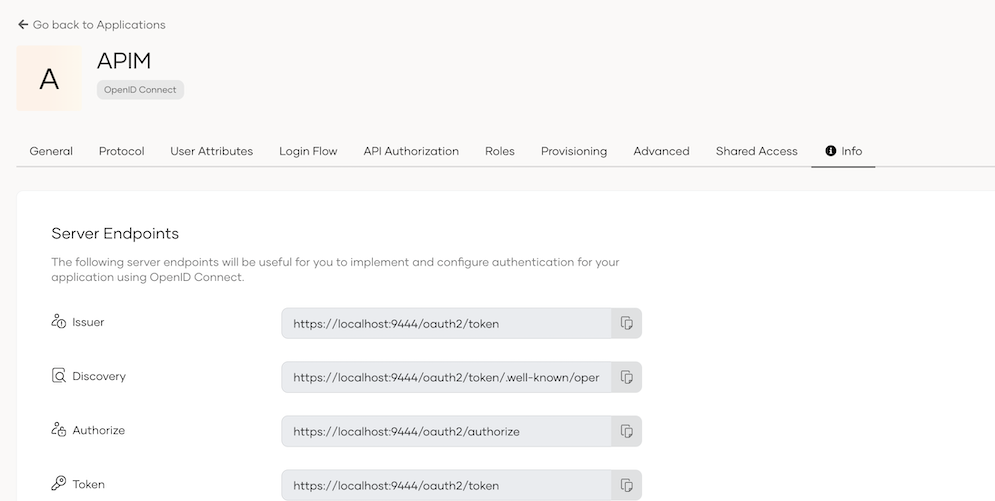 Go back to Applications
A
APIM
OpenID Connect
General Protocol User Attributes Login Flow API Authorization Roles Provisioning Advanced Shared Access Info
Server Endpoints
The following server endpoints will be useful for you to implement and configure authentication for your
application using OpenID Connect.
Issuer https://localhost:9444/oauth2/token
Discovery https://localhost:9444/oauth2/token/.well-known/oper
Authorize https://localhost:9444/oauth2/authorize
Token https://localhost:9444/oauth2/token